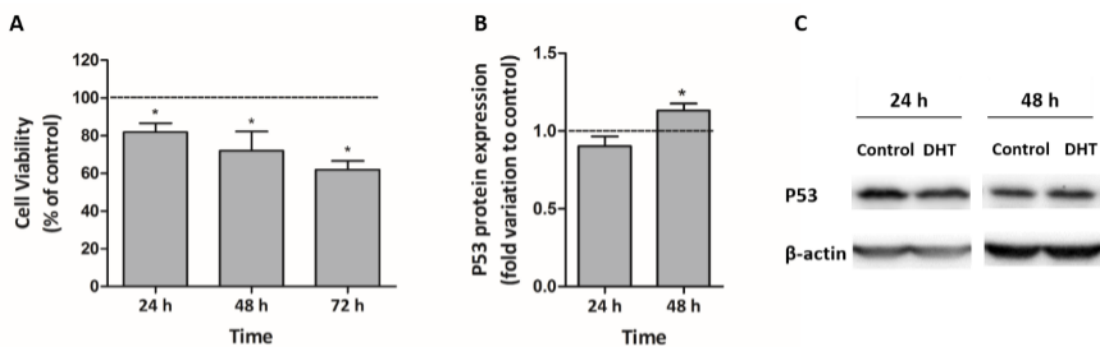 A
Cell Viability
(% of control)
120
100
80
60
40
20
0
*
*
*
24 h 48 h 72 h
Time
B
P53 protein expression
(fold variation to control)
1.5
1.0
0.5
0.0
*
24 h 48 h
Time
C
24 h 48 h
Control DHT Control DHT
P53
β-actin